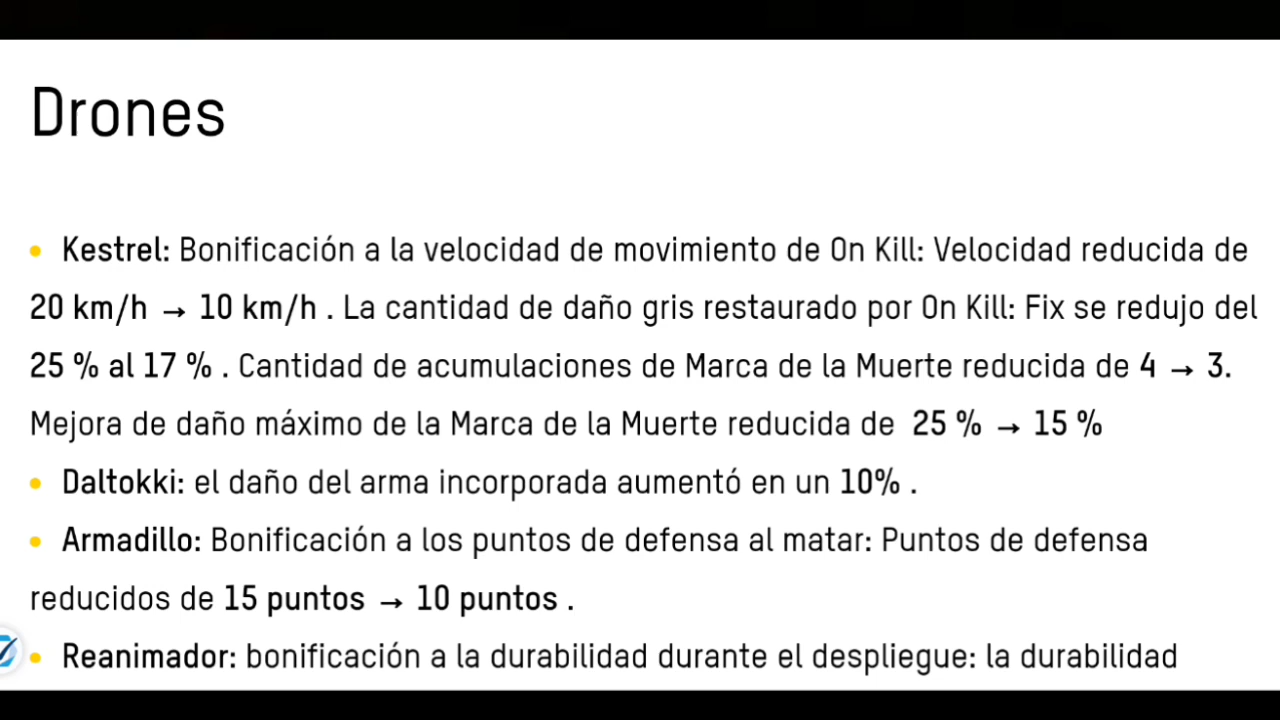 Drones
• Kestrel: Bonificación a la velocidad de movimiento de On Kill: Velocidad reducida de
20 km/h → 10 km/h . La cantidad de daño gris restaurado por On Kill: Fix se redujo del
25 % al 17 % . Cantidad de acumulaciones de Marca de la Muerte reducida de 4 → 3.
Mejora de daño máximo de la Marca de la Muerte reducida de 25 % → 15 %
• Daltokki: el daño del arma incorporada aumentó en un 10% .
• Armadillo: Bonificación a los puntos de defensa al matar: Puntos de defensa
reducidos de 15 puntos → 10 puntos .
• Reanimador: bonificación a la durabilidad durante el despliegue: la durabilidad